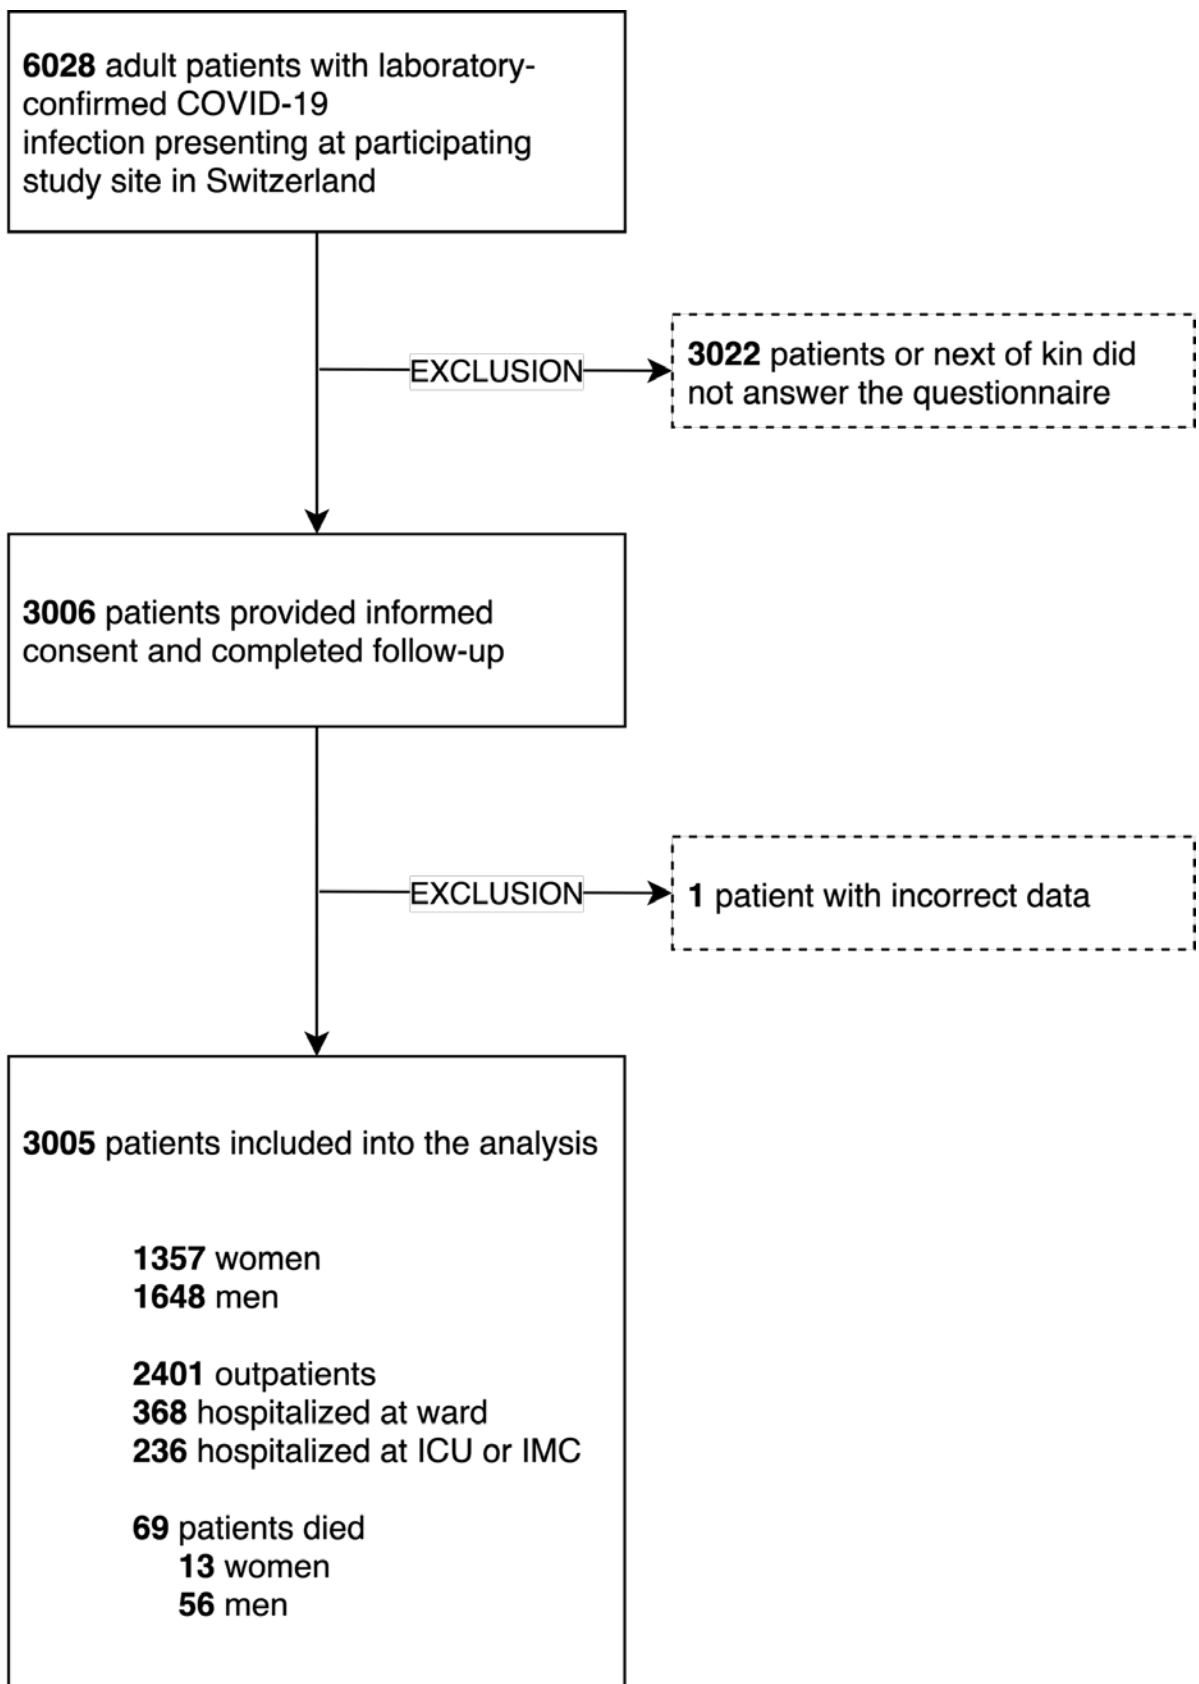 6028 adult patients with laboratory-
confirmed COVID-19
infection presenting at participating
study site in Switzerland
EXCLUSION
3022 patients or next of kin did
not answer the questionnaire
3006 patients provided informed
consent and completed follow-up
EXCLUSION
1 patient with incorrect data
3005 patients included into the analysis
1357 women
1648 men
2401 outpatients
368 hospitalized at ward
236 hospitalized at ICU or IMC
69 patients died
13 women
56 men